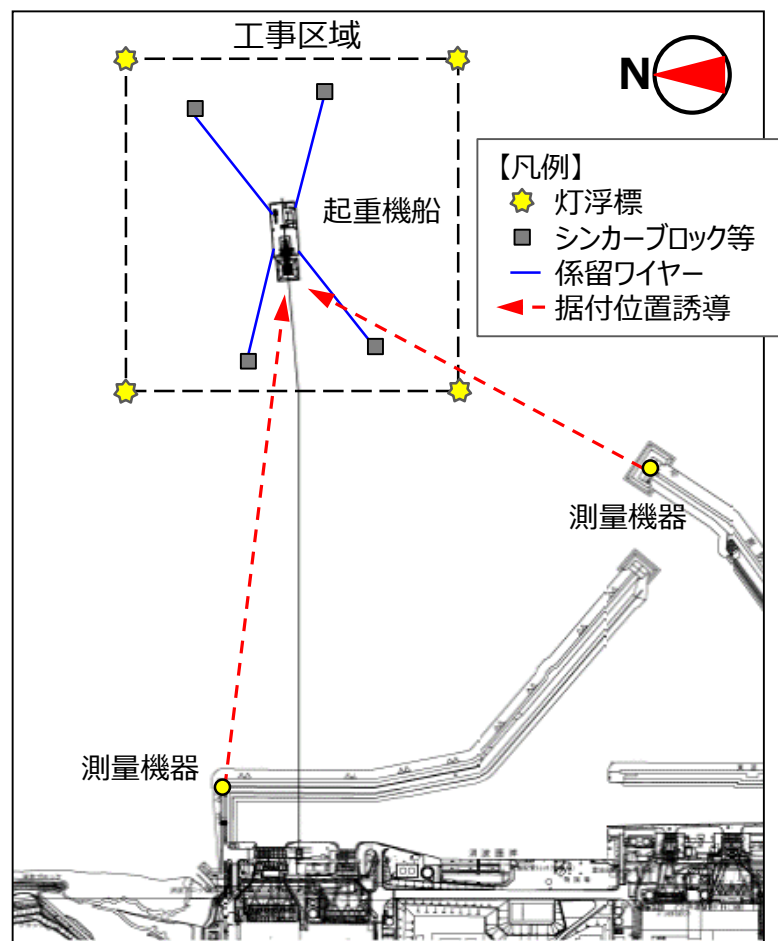 工事区域
N
【凡例】
灯浮標
シンカーブロック等
係留ワイヤー
据付位置誘導
起重機船
測量機器
測量機器